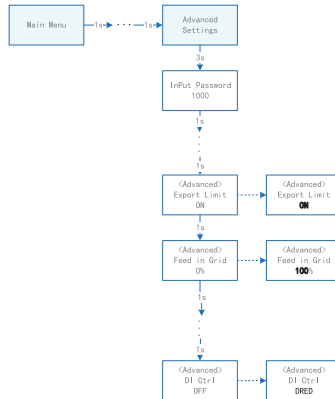 Main Menu
1s
1s
Advanced
Settings
3s
InPut Password
1000
1s
1s
<Advanced>
Export Limit
ON
<Advanced>
Export Limit
ON
1s
<Advanced>
Feed in Grid
0%
<Advanced>
Feed in Grid
100%
1s
1s
<Advanced>
DI Ctrl
OFF
<Advanced>
DI Ctrl
DRED